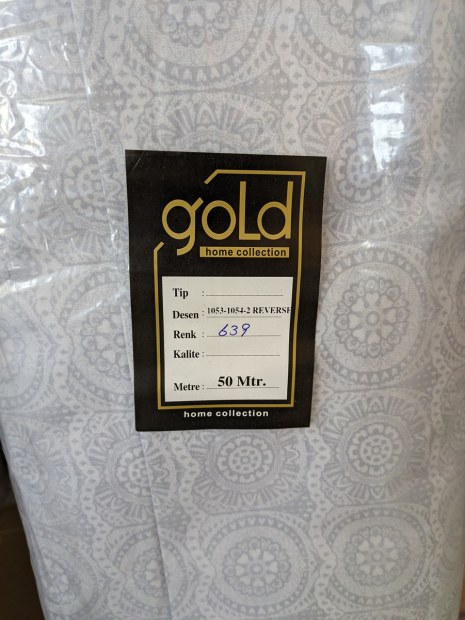 goLd
home collection
Tip :
Desen : 1053-1054-2 REVERSE
Renk : 639
Kalite :
Metre : 50 Mtr.
home collection